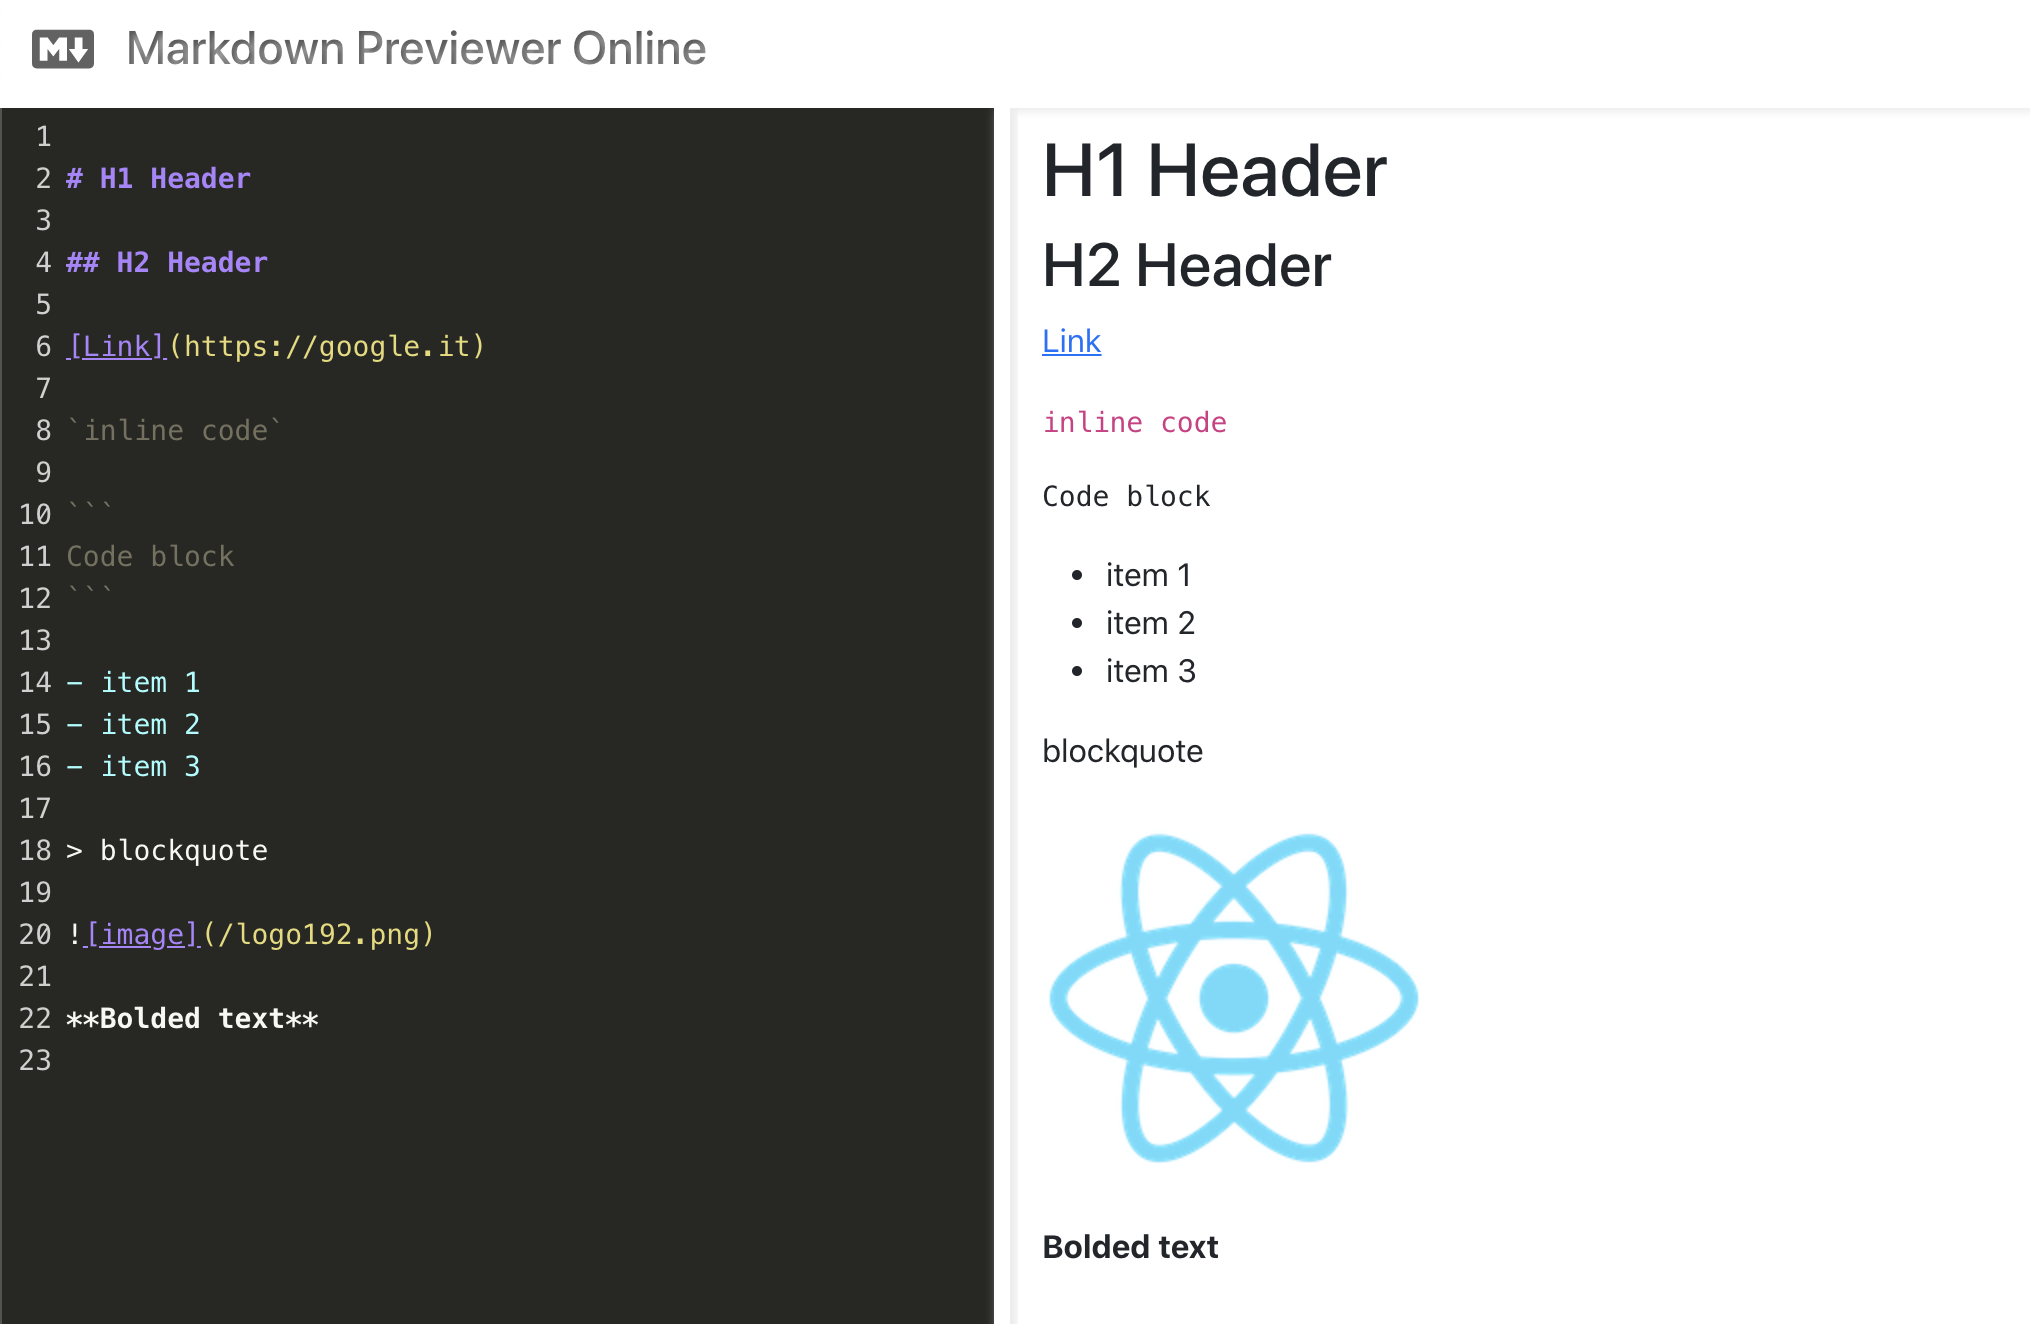 M↓ Markdown Previewer Online
1
2 # H1 Header
3
4 ## H2 Header
5
6 [Link](https://google.it)
7
8 `inline code`
9
10 ```
11 Code block
12 ```
13
14 - item 1
15 - item 2
16 - item 3
17
18 > blockquote
19
20 ![image](/logo192.png)
21
22 **Bolded text**
23
H1 Header
H2 Header
Link
inline code
Code block
• item 1
• item 2
• item 3
blockquote
Bolded text